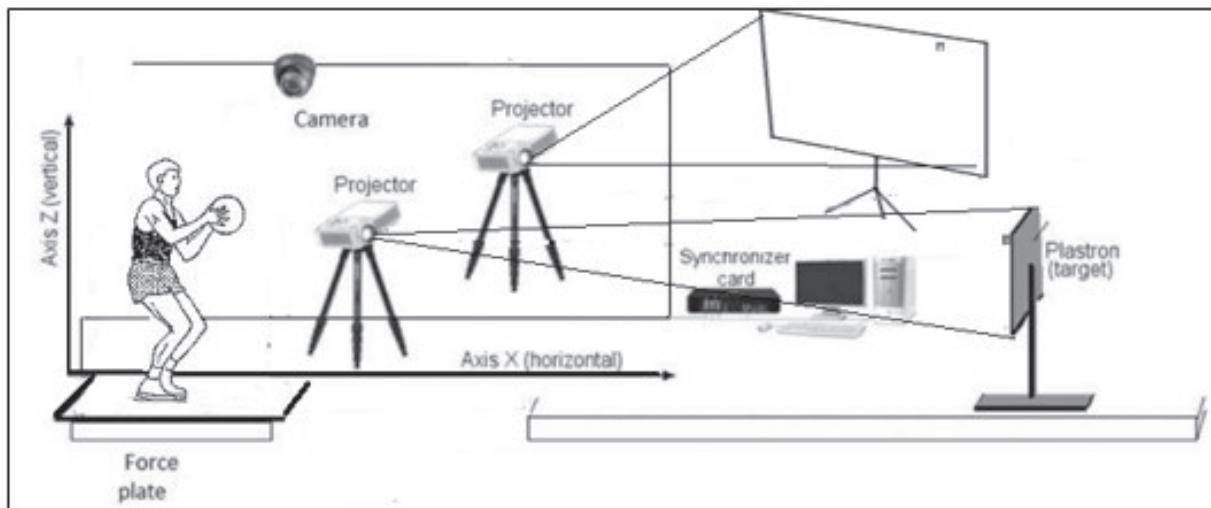 Camera
Projector
Projector
Axis Z (vertical)
Synchronizer
card
Plastron
(target)
Axis X (horizontal)
Force
plate